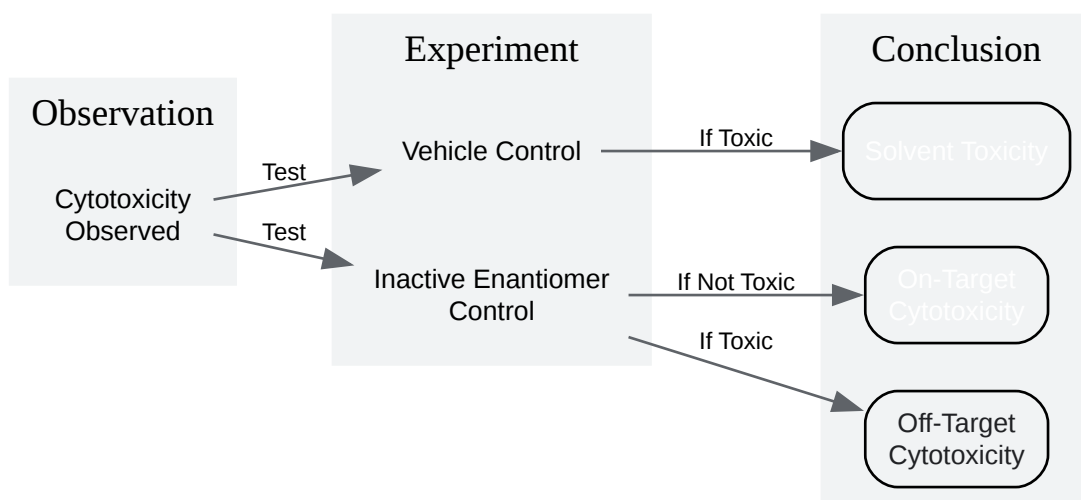 Observation
Cytotoxicity
Observed
Test
Test
Experiment
Vehicle Control
Inactive Enantiomer
Control
If Toxic
If Not Toxic
If Toxic
Conclusion
Solvent Toxicity
On-Target
Cytotoxicity
Off-Target
Cytotoxicity